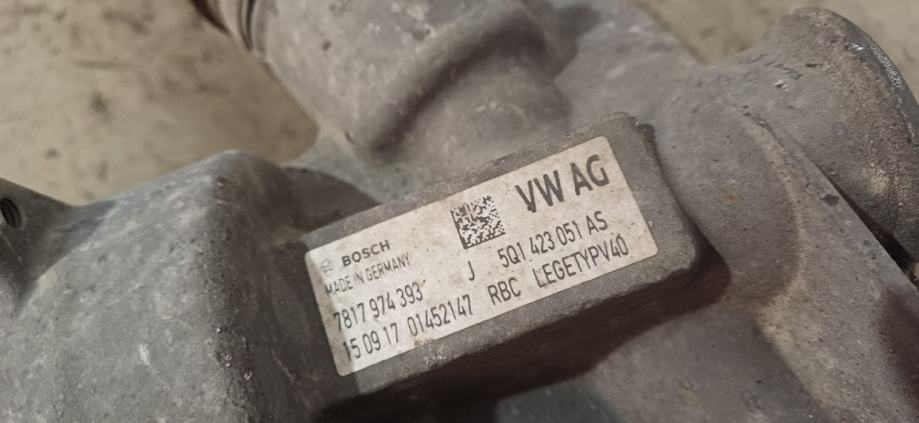 VW AG
BOSCH
MADE IN GERMANY J 5Q1 423 051 AS
7817 974 393 RBC LEGETYPV40
15 09 17 01452147